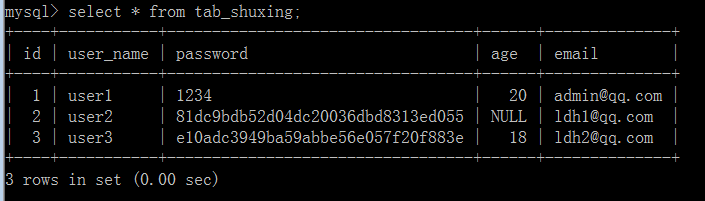 mysql> select * from tab_shuxing;
+----+-----------+----------------------------------+------+--------------+
| id | user_name | password                         | age  | email        |
+----+-----------+----------------------------------+------+--------------+
|  1 | user1     | 1234                             |   20 | admin@qq.com |
|  2 | user2     | 81dc9bdb52d04dc20036dbd8313ed055 | NULL | ldh1@qq.com  |
|  3 | user3     | e10adc3949ba59abbe56e057f20f883e |   18 | ldh2@qq.com  |
+----+-----------+----------------------------------+------+--------------+
3 rows in set (0.00 sec)